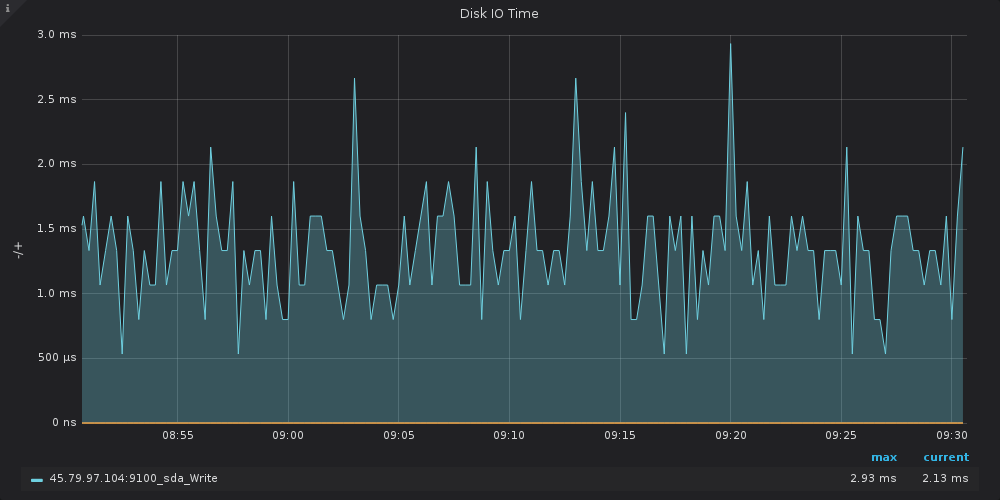 i
Disk IO Time
3.0 ms
2.5 ms
2.0 ms
1.5 ms
1.0 ms
500 µs
0 ns
-/+
08:55 09:00 09:05 09:10 09:15 09:20 09:25 09:30
max current
45.79.97.104:9100_sda_Write 2.93 ms 2.13 ms